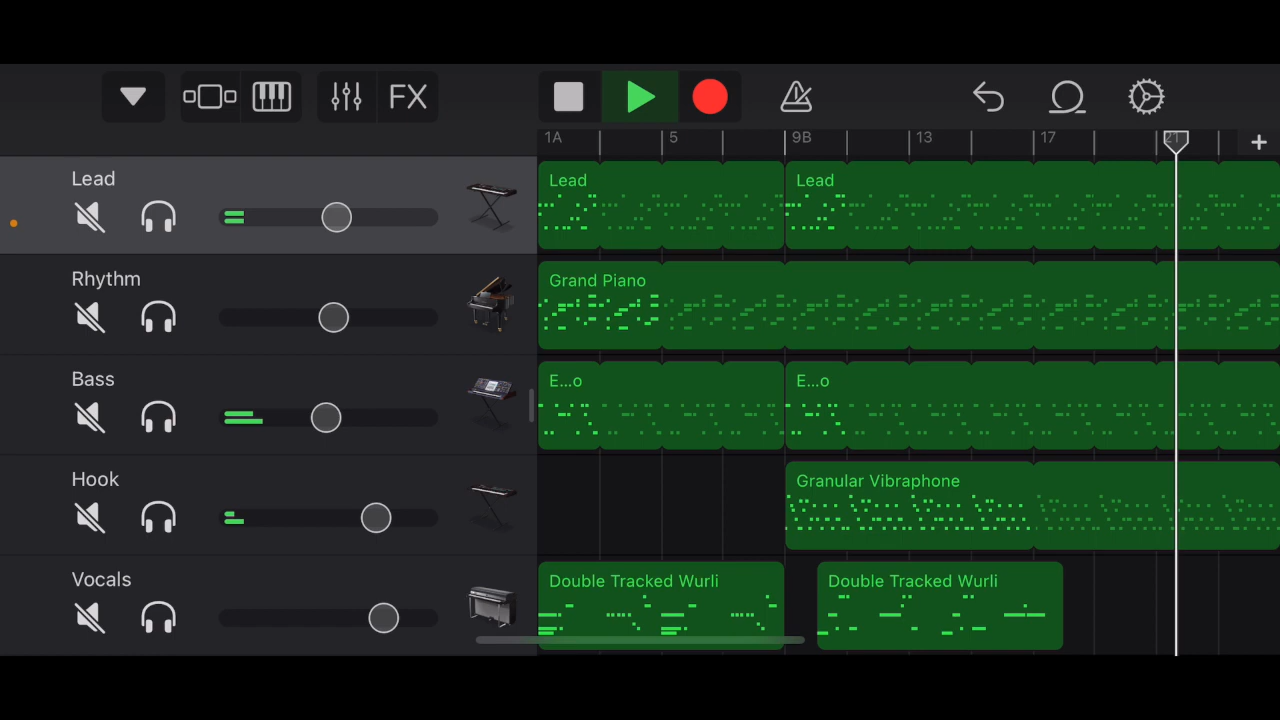 FX
1A 5 9B 13 17 21
Lead
Lead Lead
Rhythm
Grand Piano
Bass
E...o E...o
Hook
Granular Vibraphone
Vocals
Double Tracked Wurli Double Tracked Wurli